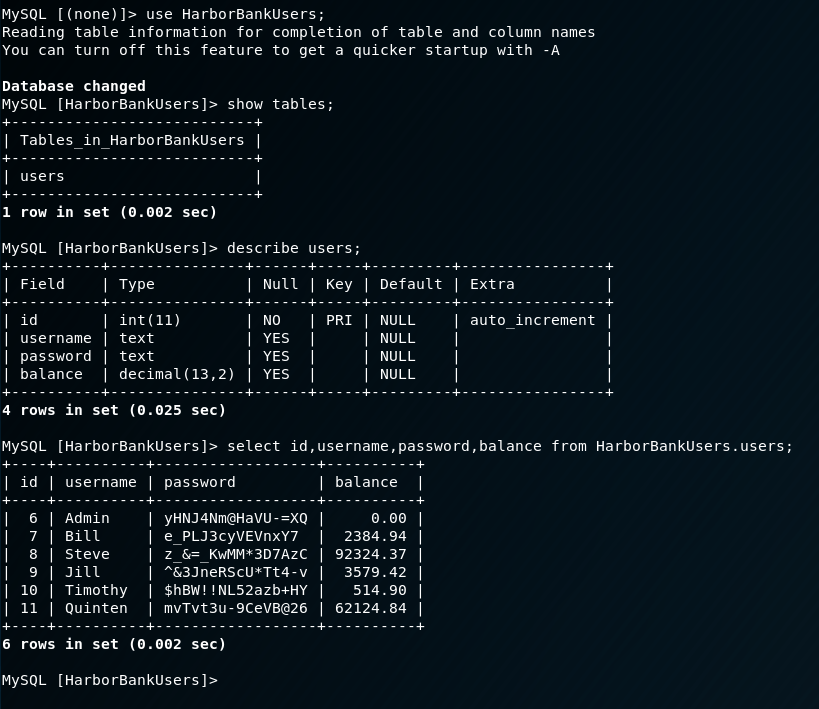 MySQL [(none)]> use HarborBankUsers;
Reading table information for completion of table and column names
You can turn off this feature to get a quicker startup with -A

Database changed
MySQL [HarborBankUsers]> show tables;
+---------------------------+
| Tables_in_HarborBankUsers |
+---------------------------+
| users                     |
+---------------------------+
1 row in set (0.002 sec)

MySQL [HarborBankUsers]> describe users;
+----------+---------------+------+-----+---------+----------------+
| Field    | Type          | Null | Key | Default | Extra          |
+----------+---------------+------+-----+---------+----------------+
| id       | int(11)       | NO   | PRI | NULL    | auto_increment |
| username | text          | YES  |     | NULL    |                |
| password | text          | YES  |     | NULL    |                |
| balance  | decimal(13,2) | YES  |     | NULL    |                |
+----------+---------------+------+-----+---------+----------------+
4 rows in set (0.025 sec)

MySQL [HarborBankUsers]> select id,username,password,balance from HarborBankUsers.users;
+----+----------+------------------+----------+
| id | username | password         | balance  |
+----+----------+------------------+----------+
|  6 | Admin    | yHNJ4Nm@HaVU-=XQ |     0.00 |
|  7 | Bill     | e_PLJ3cyVEVnxY7  |  2384.94 |
|  8 | Steve    | z_&=_KwMM*3D7AzC | 92324.37 |
|  9 | Jill     | ^&3JneRScU*Tt4-v |  3579.42 |
| 10 | Timothy  | $hBW!!NL52azb+HY |   514.90 |
| 11 | Quinten  | mvTvt3u-9CeVB@26 | 62124.84 |
+----+----------+------------------+----------+
6 rows in set (0.002 sec)

MySQL [HarborBankUsers]>